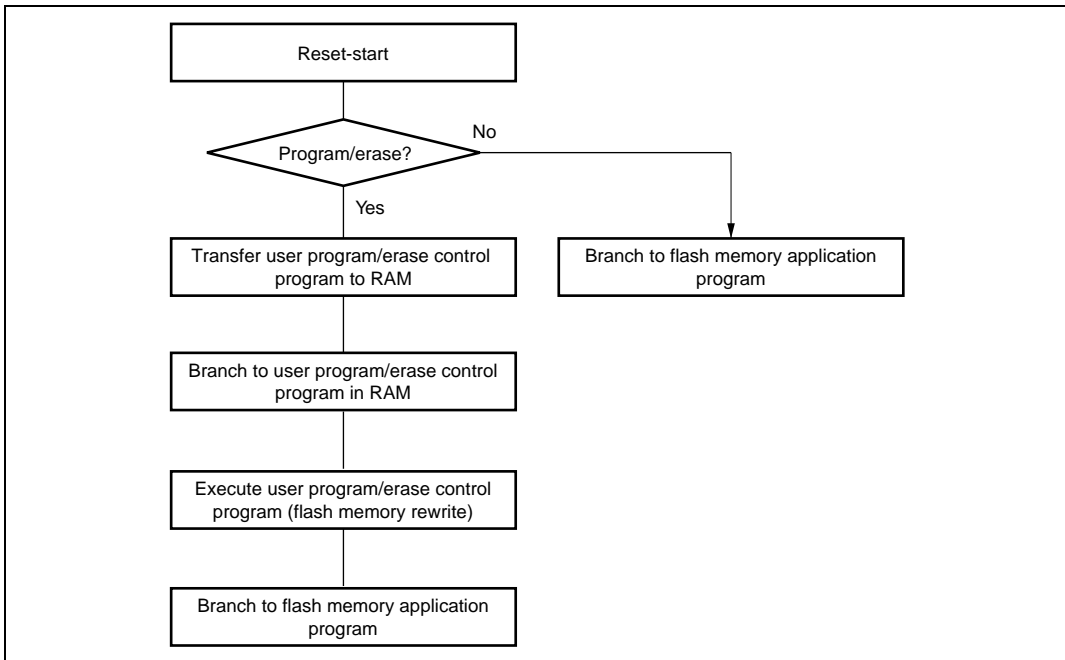 Reset-start
Program/erase?
No
Yes
Transfer user program/erase control
program to RAM
Branch to flash memory application
program
Branch to user program/erase control
program in RAM
Execute user program/erase control
program (flash memory rewrite)
Branch to flash memory application
program